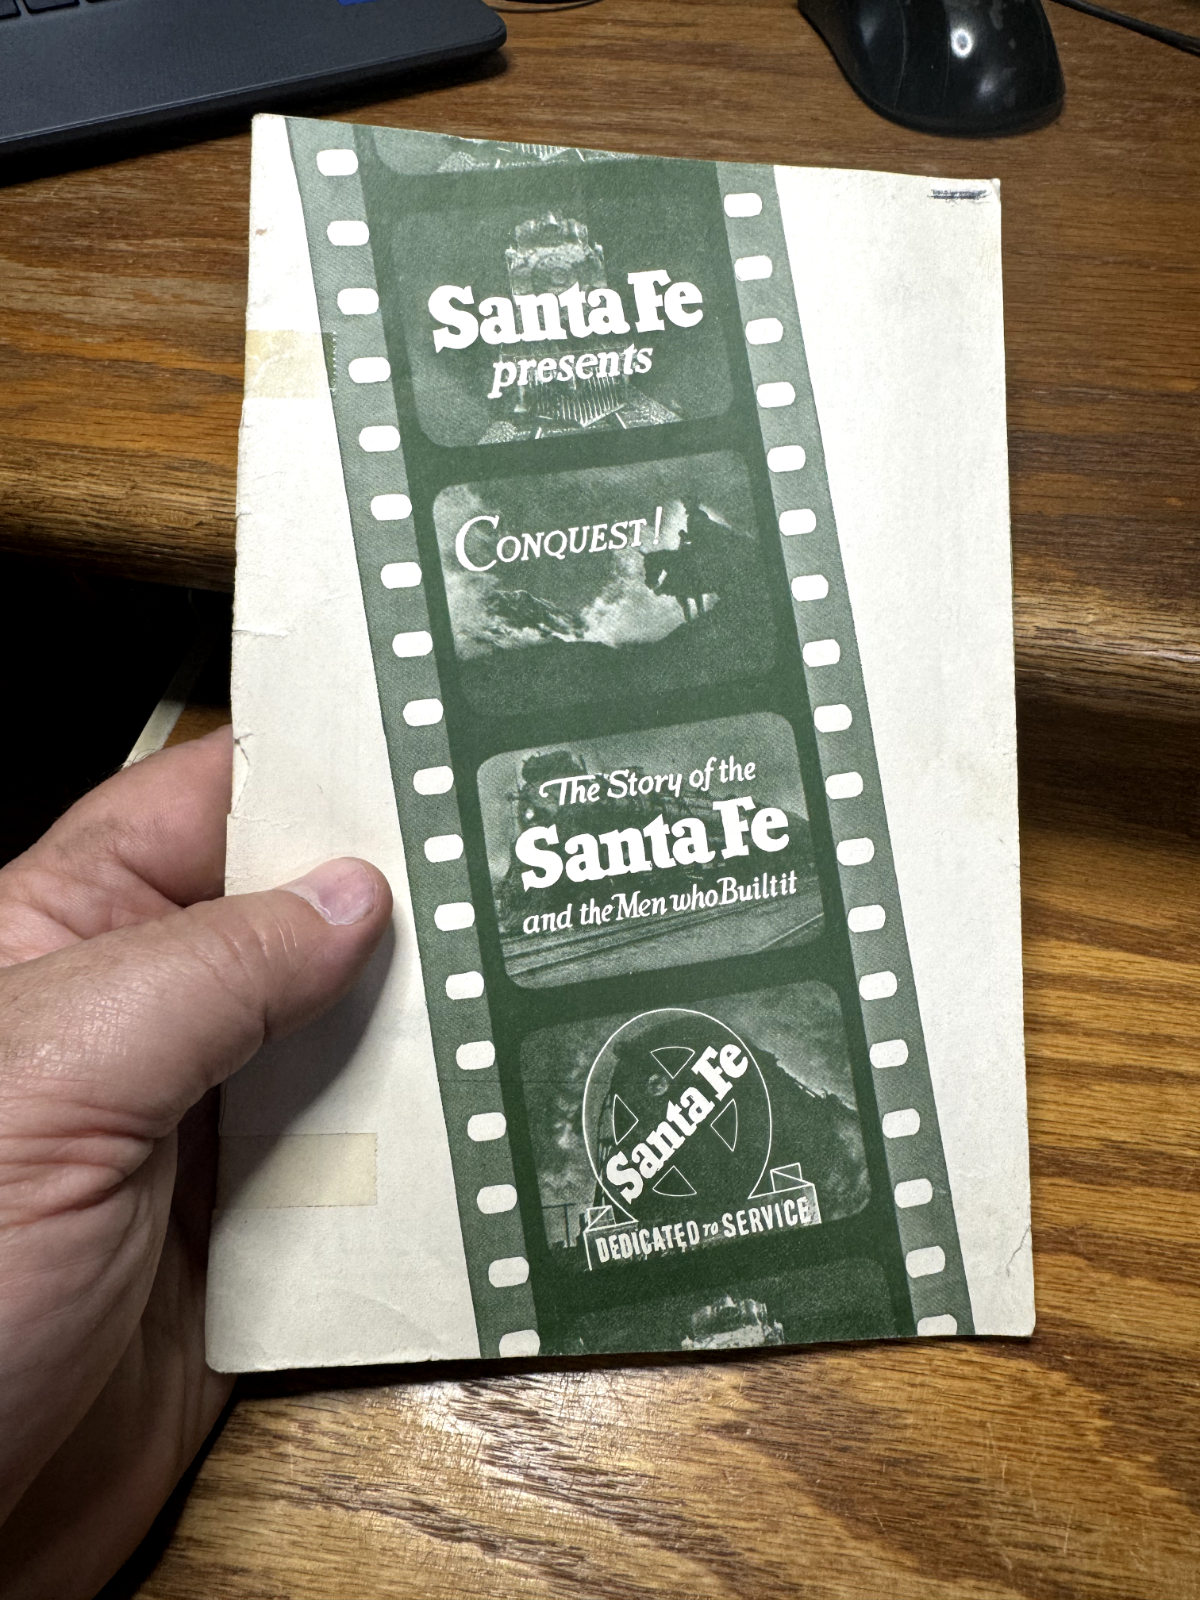 Santa Fe
presents
CONQUEST!
The Story of the
Santa Fe
and the Men who Built it
Santa Fe
DEDICATED TO SERVICE